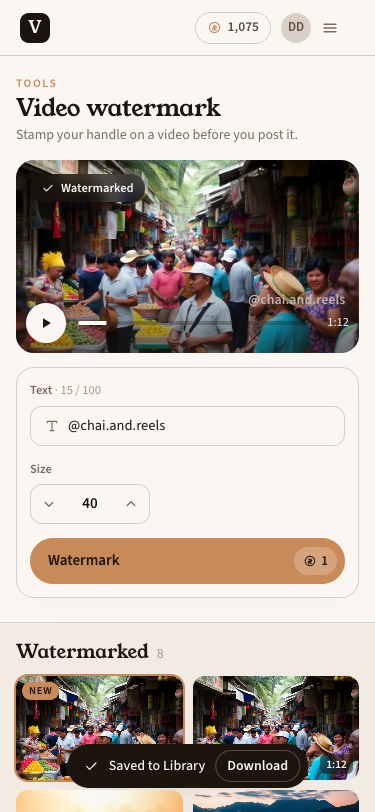 V
1,075
DD
TOOLS
Video watermark
Stamp your handle on a video before you post it.
Watermarked
@chai.and.reels
1:12
Text · 15 / 100
@chai.and.reels
Size
40
Watermark
1
Watermarked 8
NEW
Saved to Library
Download
1:12